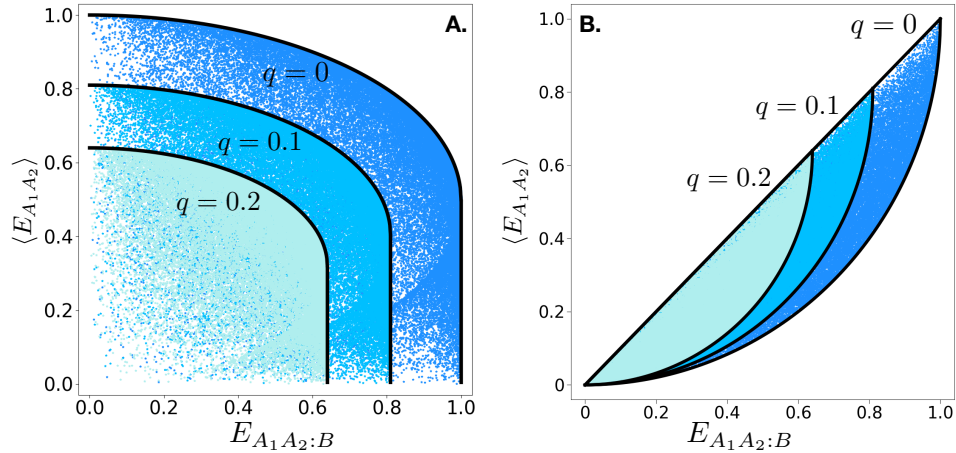 A.
1.0
0.8
0.6
0.4
0.2
0.0
⟨E_{A_1A_2}⟩
q = 0
q = 0.1
q = 0.2
0.0 0.2 0.4 0.6 0.8 1.0
E_{A_1A_2:B}
B.
1.0
0.8
0.6
0.4
0.2
0
⟨E_{A_1A_2}⟩
q = 0
q = 0.1
q = 0.2
0 0.2 0.4 0.6 0.8 1.0
E_{A_1A_2:B}